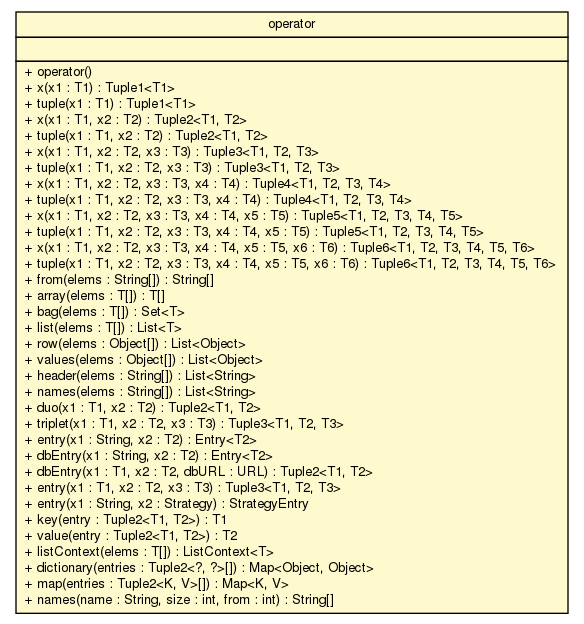 operator
+ operator()
+ x(x1 : T1) : Tuple1<T1>
+ tuple(x1 : T1) : Tuple1<T1>
+ x(x1 : T1, x2 : T2) : Tuple2<T1, T2>
+ tuple(x1 : T1, x2 : T2) : Tuple2<T1, T2>
+ x(x1 : T1, x2 : T2, x3 : T3) : Tuple3<T1, T2, T3>
+ tuple(x1 : T1, x2 : T2, x3 : T3) : Tuple3<T1, T2, T3>
+ x(x1 : T1, x2 : T2, x3 : T3, x4 : T4) : Tuple4<T1, T2, T3, T4>
+ tuple(x1 : T1, x2 : T2, x3 : T3, x4 : T4) : Tuple4<T1, T2, T3, T4>
+ x(x1 : T1, x2 : T2, x3 : T3, x4 : T4, x5 : T5) : Tuple5<T1, T2, T3, T4, T5>
+ tuple(x1 : T1, x2 : T2, x3 : T3, x4 : T4, x5 : T5) : Tuple5<T1, T2, T3, T4, T5>
+ x(x1 : T1, x2 : T2, x3 : T3, x4 : T4, x5 : T5, x6 : T6) : Tuple6<T1, T2, T3, T4, T5, T6>
+ tuple(x1 : T1, x2 : T2, x3 : T3, x4 : T4, x5 : T5, x6 : T6) : Tuple6<T1, T2, T3, T4, T5, T6>
+ from(elems : String[]) : String[]
+ array(elems : T[]) : T[]
+ bag(elems : T[]) : Set<T>
+ list(elems : T[]) : List<T>
+ row(elems : Object[]) : List<Object>
+ values(elems : Object[]) : List<Object>
+ header(elems : String[]) : List<String>
+ names(elems : String[]) : List<String>
+ duo(x1 : T1, x2 : T2) : Tuple2<T1, T2>
+ triplet(x1 : T1, x2 : T2, x3 : T3) : Tuple3<T1, T2, T3>
+ entry(x1 : String, x2 : T2) : Entry<T2>
+ dbEntry(x1 : String, x2 : T2) : Entry<T2>
+ dbEntry(x1 : T1, x2 : T2, dbURL : URL) : Tuple2<T1, T2>
+ entry(x1 : T1, x2 : T2, x3 : T3) : Tuple3<T1, T2, T3>
+ entry(x1 : String, x2 : Strategy) : StrategyEntry
+ key(entry : Tuple2<T1, T2>) : T1
+ value(entry : Tuple2<T1, T2>) : T2
+ listContext(elems : T[]) : ListContext<T>
+ dictionary(entries : Tuple2<?, ?>[]) : Map<Object, Object>
+ map(entries : Tuple2<K, V>[]) : Map<K, V>
+ names(name : String, size : int, from : int) : String[]